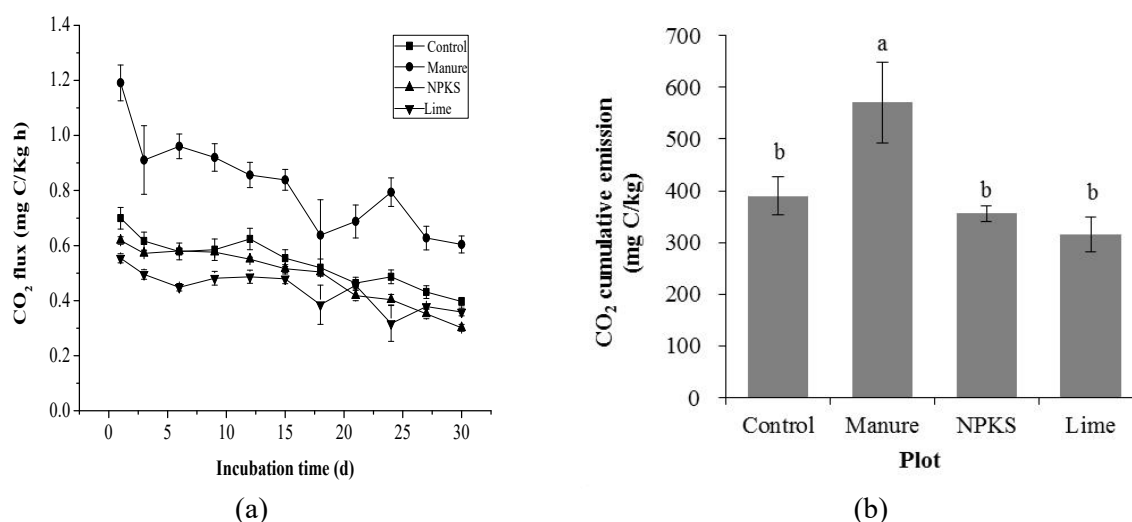 1.4
1.2
1.0
0.8
0.6
0.4
0.2
0.0
CO2 flux (mg C/Kg h)
Control
Manure
NPKS
Lime
0 5 10 15 20 25 30
Incubation time (d)
(a)
700
600
500
400
300
200
100
0
CO2 cumulative emission
(mg C/kg)
b
a
b
b
Control Manure NPKS Lime
Plot
(b)